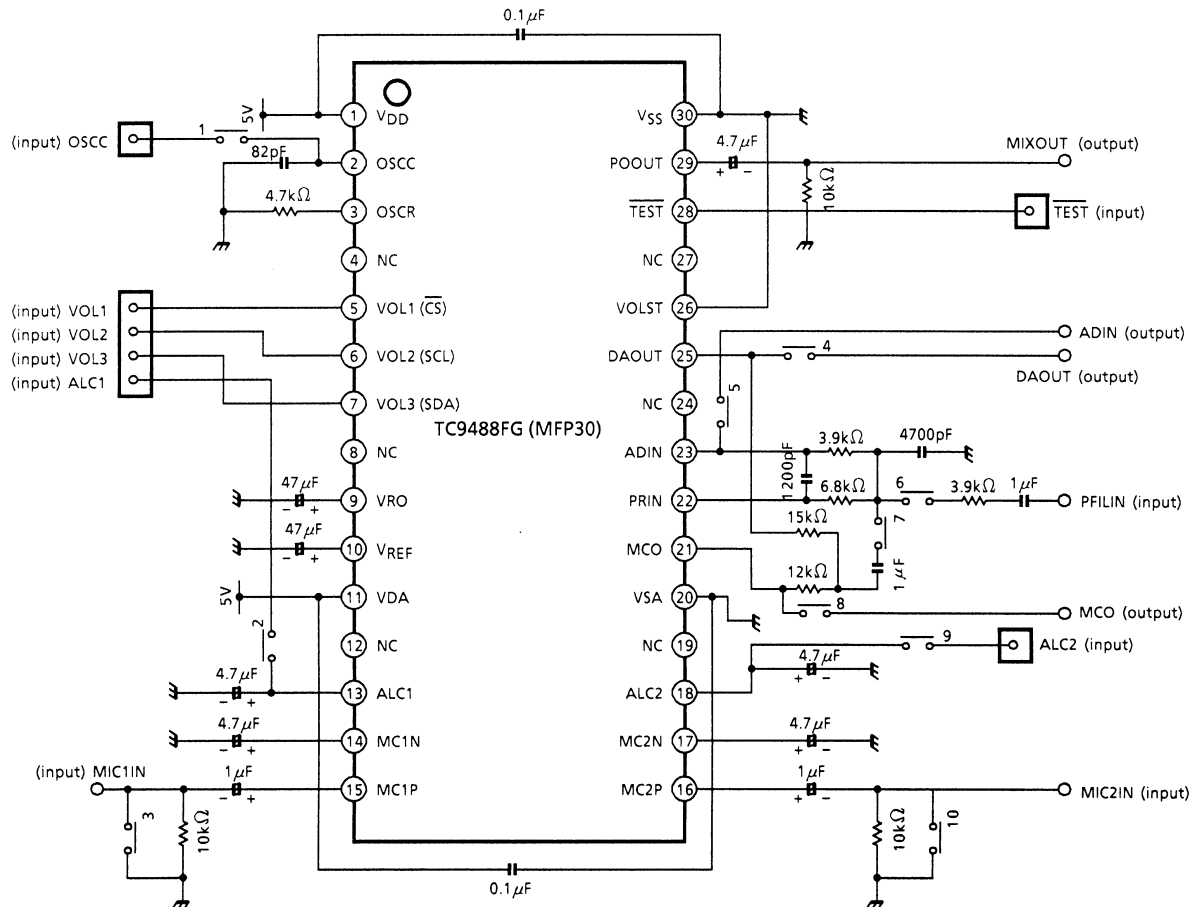 0.1μF
5V
1
VDD
VSS
30
(input) OSCC
1
82pF
2
OSCC
POOUT
29
4.7μF
+ -
MIXOUT (output)
10kΩ
4.7kΩ
3
OSCR
TEST
28
TEST (input)
4
NC
NC
27
(input) VOL1
5
VOL1 (CS)
VOLST
26
(input) VOL2
6
VOL2 (SCL)
DAOUT
25
4
ADIN (output)
(input) VOL3
DAOUT (output)
(input) ALC1
7
VOL3 (SDA)
NC
24
5
TC9488FG (MFP30)
8
NC
ADIN
23
3.9kΩ
4700pF
1200pF
47μF
- +
9
VRO
PRIN
22
6.8kΩ
6
3.9kΩ
1μF
PFILIN (input)
47μF
- +
10
VREF
MCO
21
15kΩ
7
1μF
5V
11
VDA
VSA
20
12kΩ
8
MCO (output)
2
12
NC
NC
19
9
ALC2 (input)
4.7μF
- +
13
ALC1
ALC2
18
4.7μF
+ -
4.7μF
- +
14
MC1N
MC2N
17
4.7μF
+ -
(input) MIC1IN
1μF
- +
15
MC1P
MC2P
16
1μF
+ -
MIC2IN (input)
3
10kΩ
10kΩ
10
0.1μF